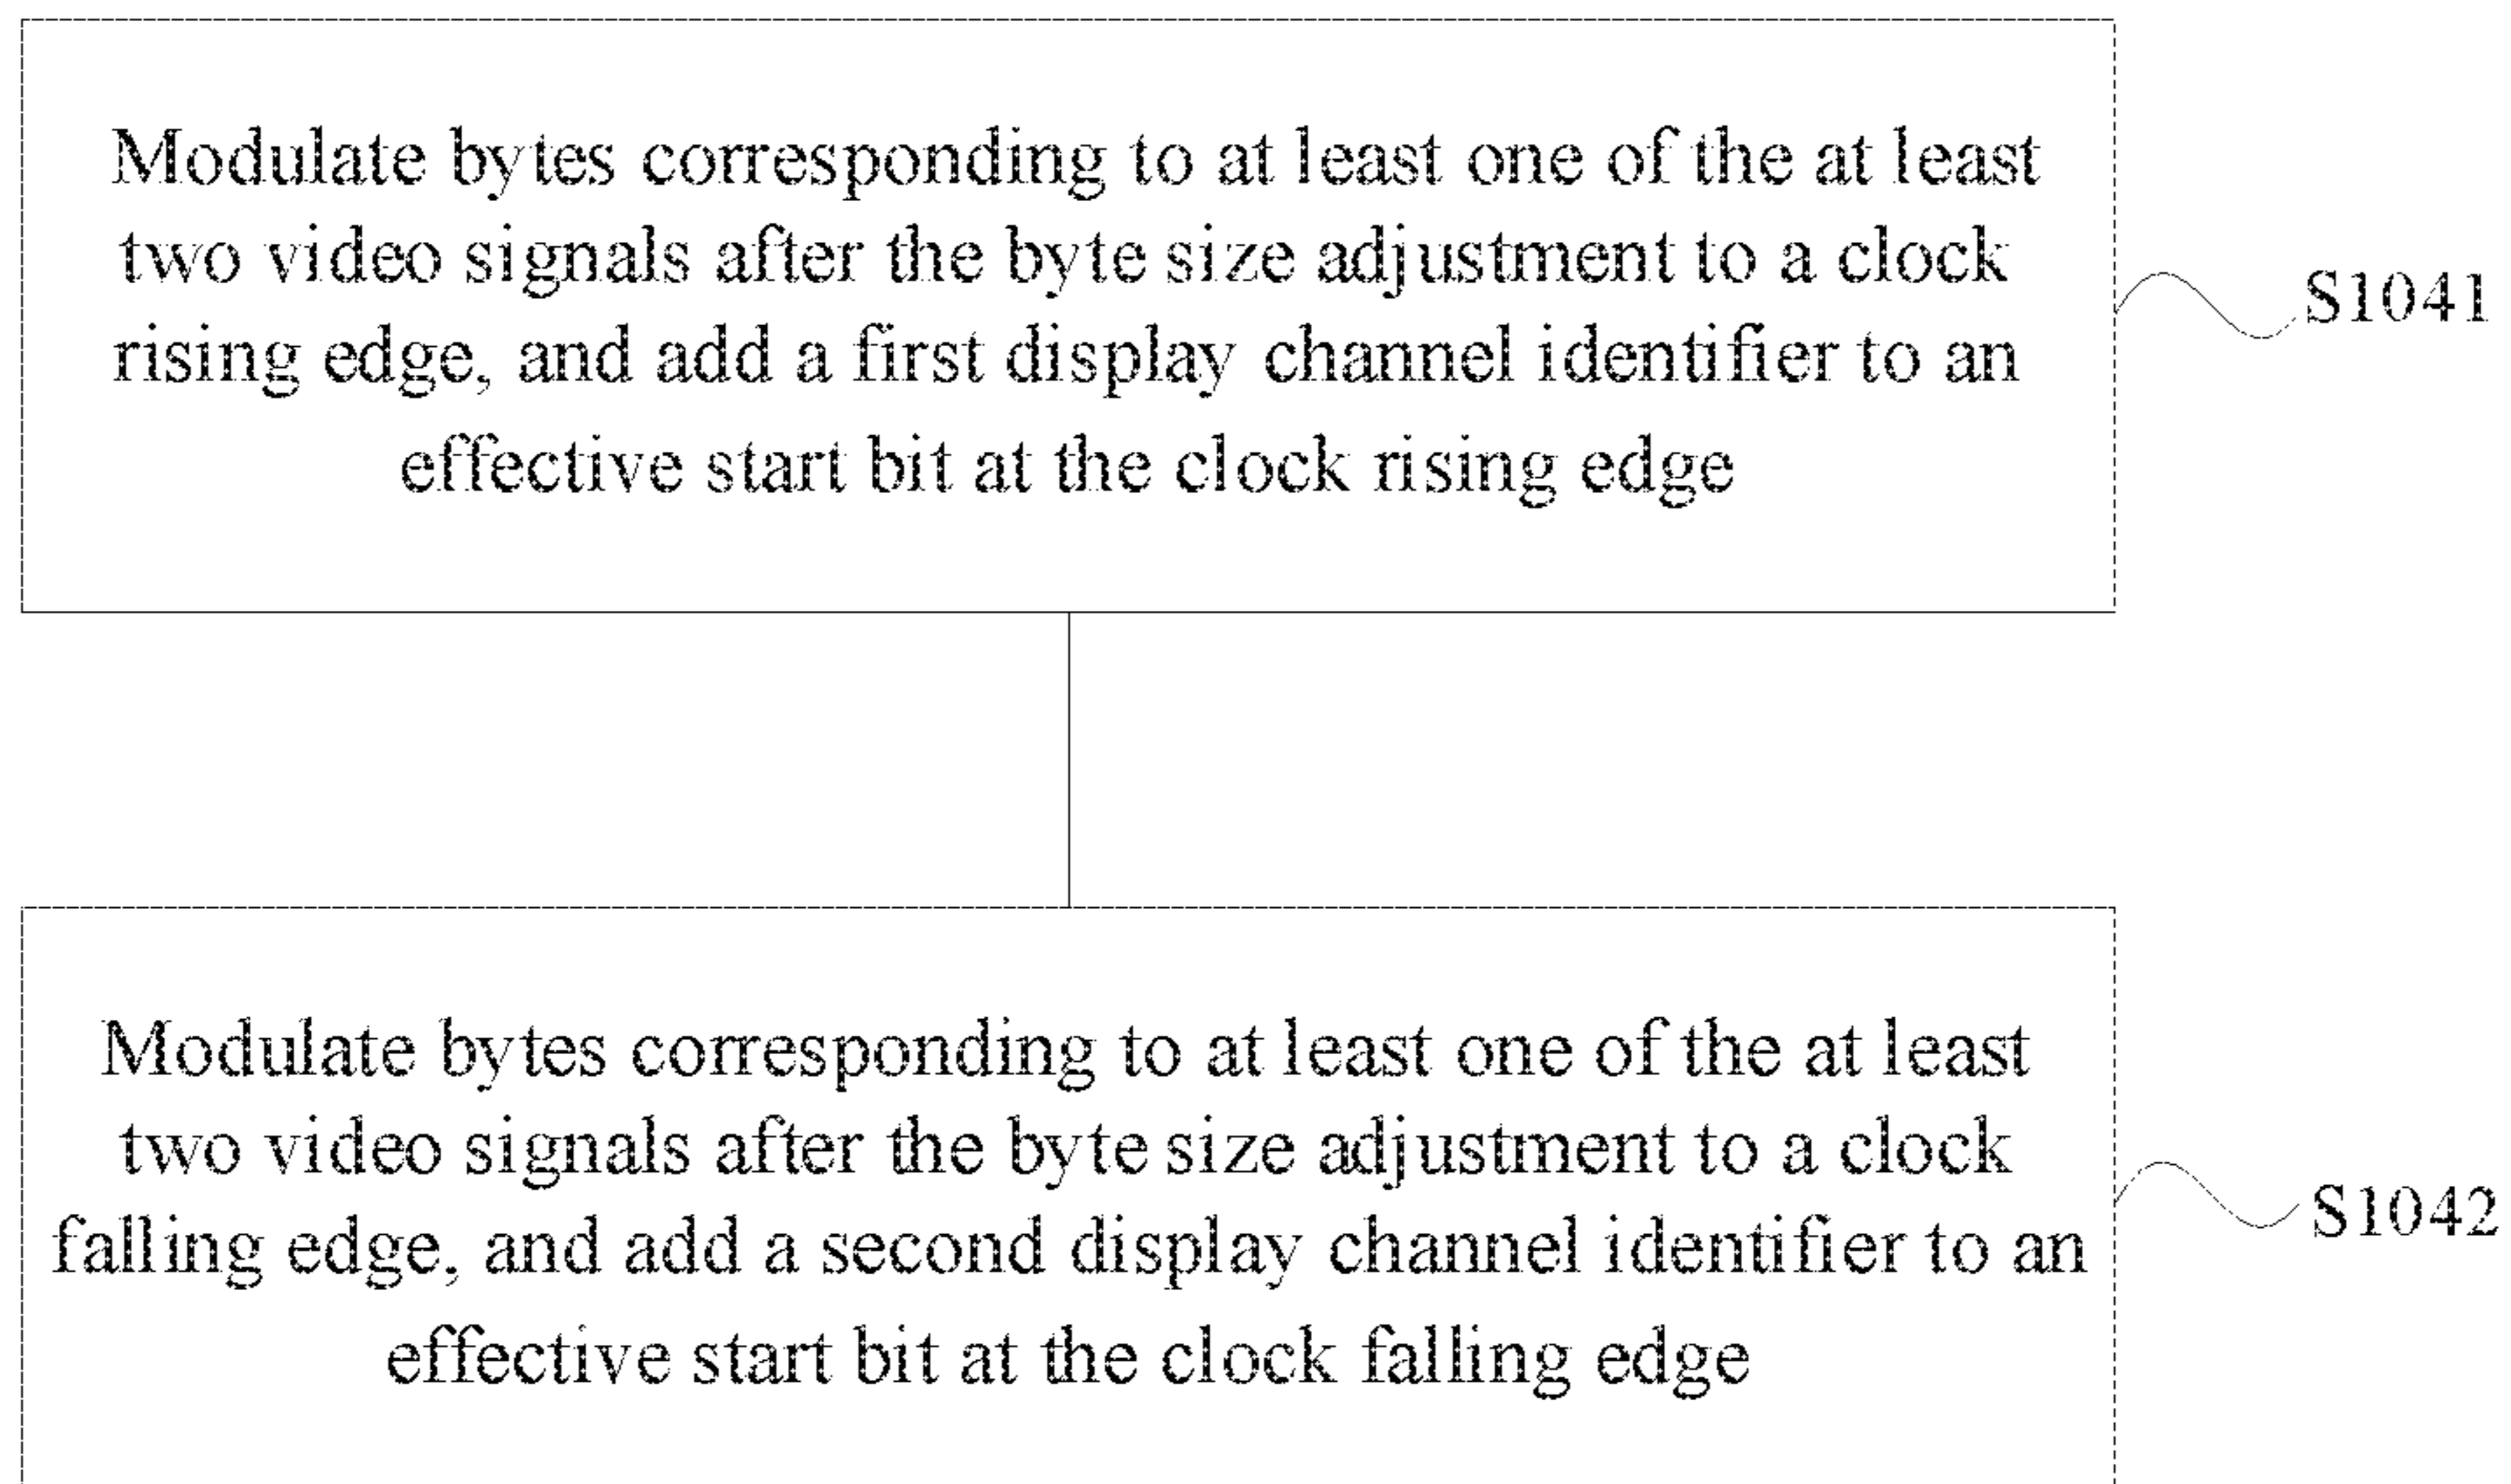 Modulate bytes corresponding to at least one of the at least
two video signals after the byte size adjustment to a clock
rising edge, and add a first display channel identifier to an
effective start bit at the clock rising edge
S1041
Modulate bytes corresponding to at least one of the at least
two video signals after the byte size adjustment to a clock
falling edge, and add a second display channel identifier to an
effective start bit at the clock falling edge
S1042